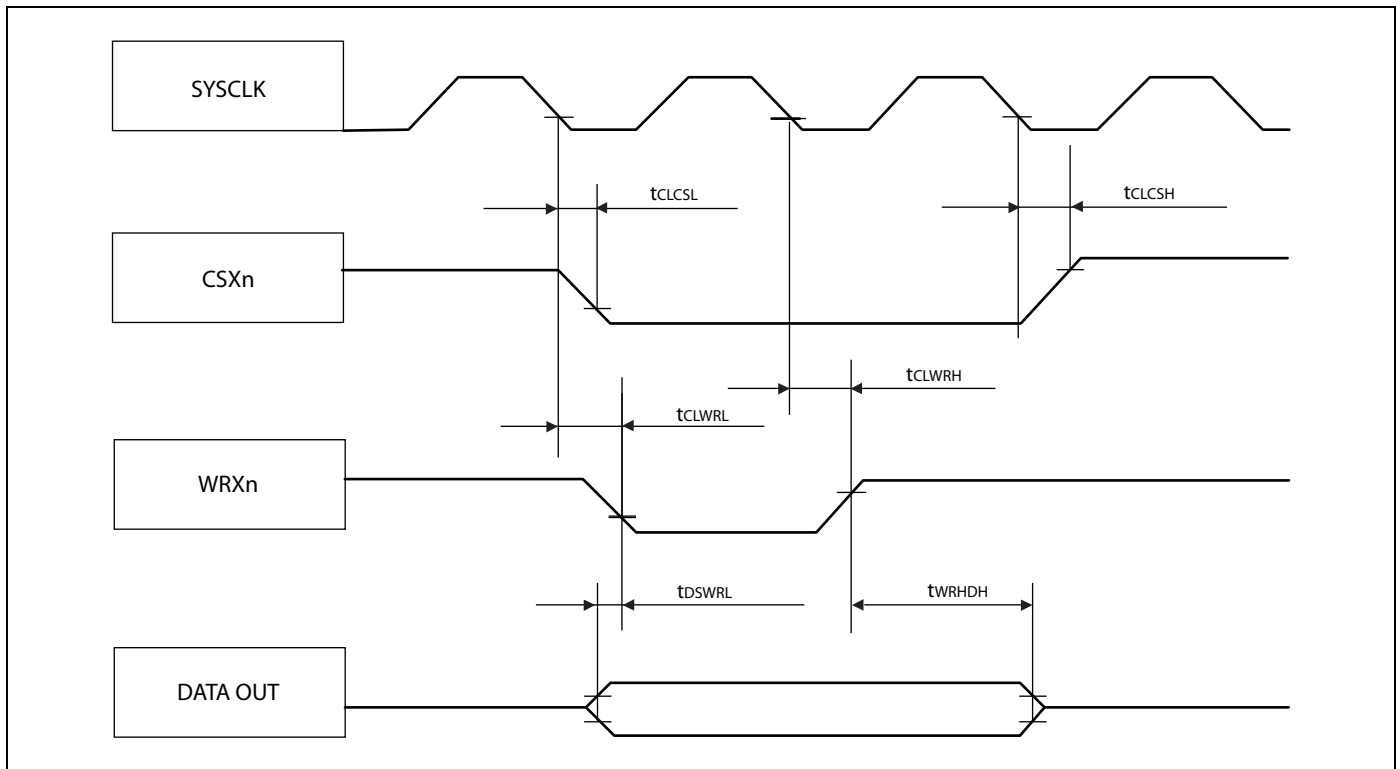 SYSCLK
tCLCSL
tCLCSH
CSXn
tCLWRH
tCLWRL
WRXn
tDSWRL
tWRHDH
DATA OUT